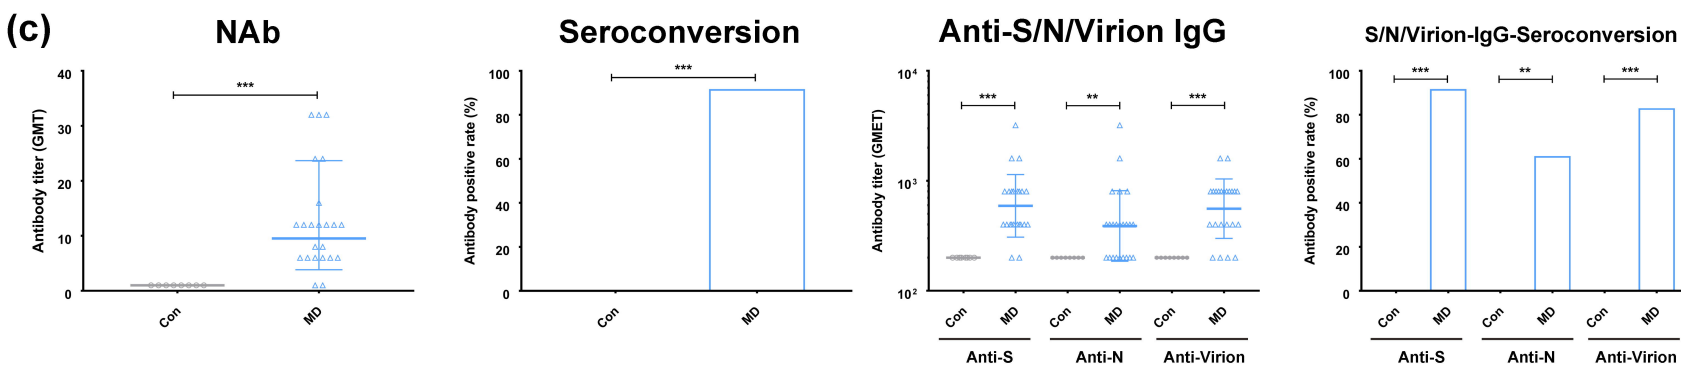 (c)
NAb
Antibody titer (GMT)
40
30
20
10
0
***
Con
MD
Seroconversion
Antibody positive rate (%)
100
80
60
40
20
0
***
Con
MD
Anti-S/N/Virion IgG
Antibody titer (GMET)
10⁴
10³
10²
***
**
***
Con
MD
Con
MD
Con
MD
Anti-S
Anti-N
Anti-Virion
S/N/Virion-IgG-Seroconversion
Antibody positive rate (%)
100
80
60
40
20
0
***
**
***
Con
MD
Con
MD
Con
MD
Anti-S
Anti-N
Anti-Virion